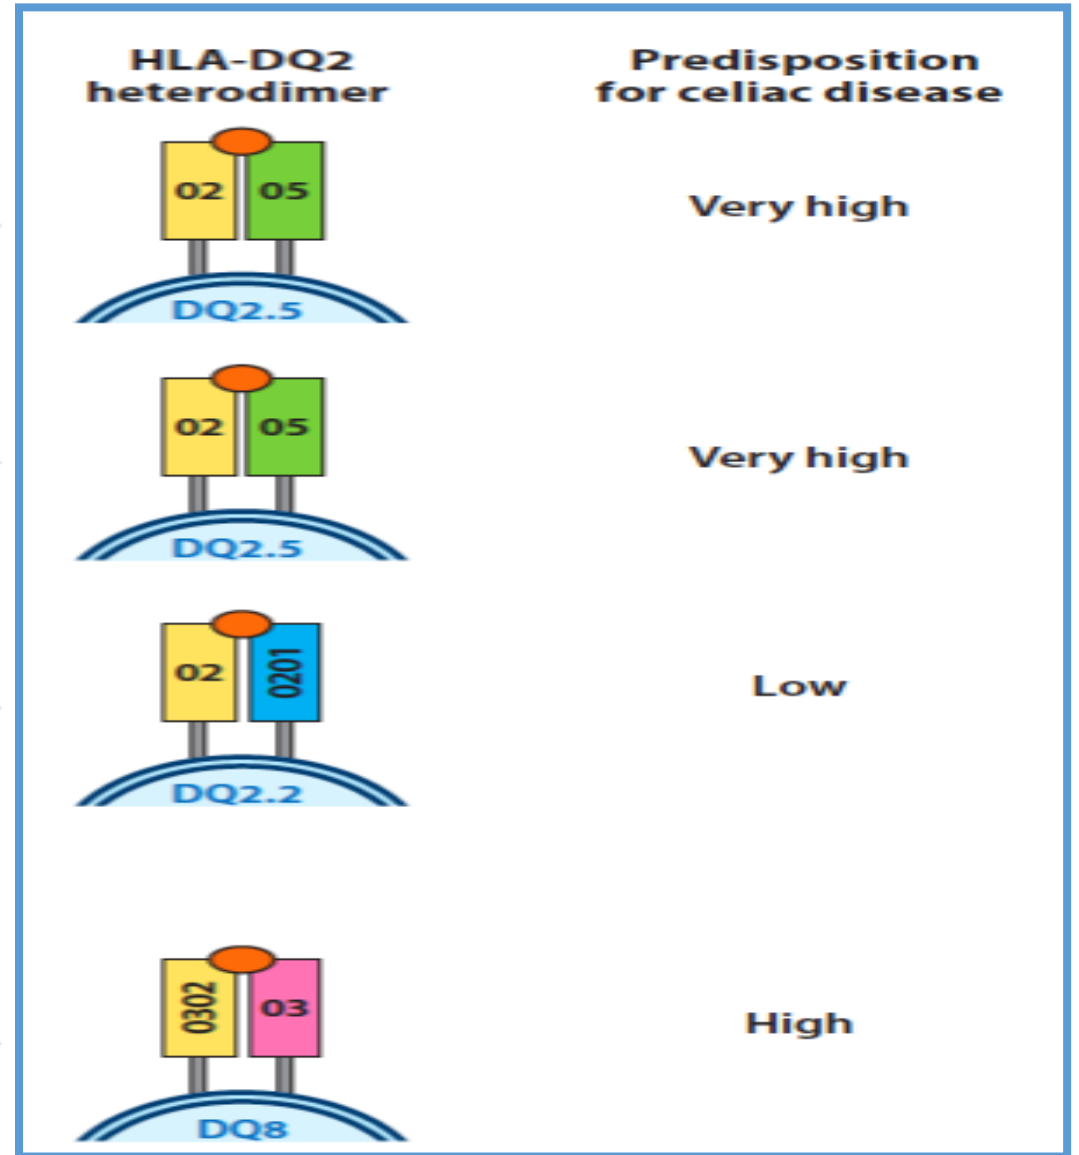 HLA-DQ2
heterodimer
Predisposition
for celiac disease
02 05
DQ2.5
Very high
02 05
DQ2.5
Very high
02 0201
DQ2.2
Low
0302 03
DQ8
High